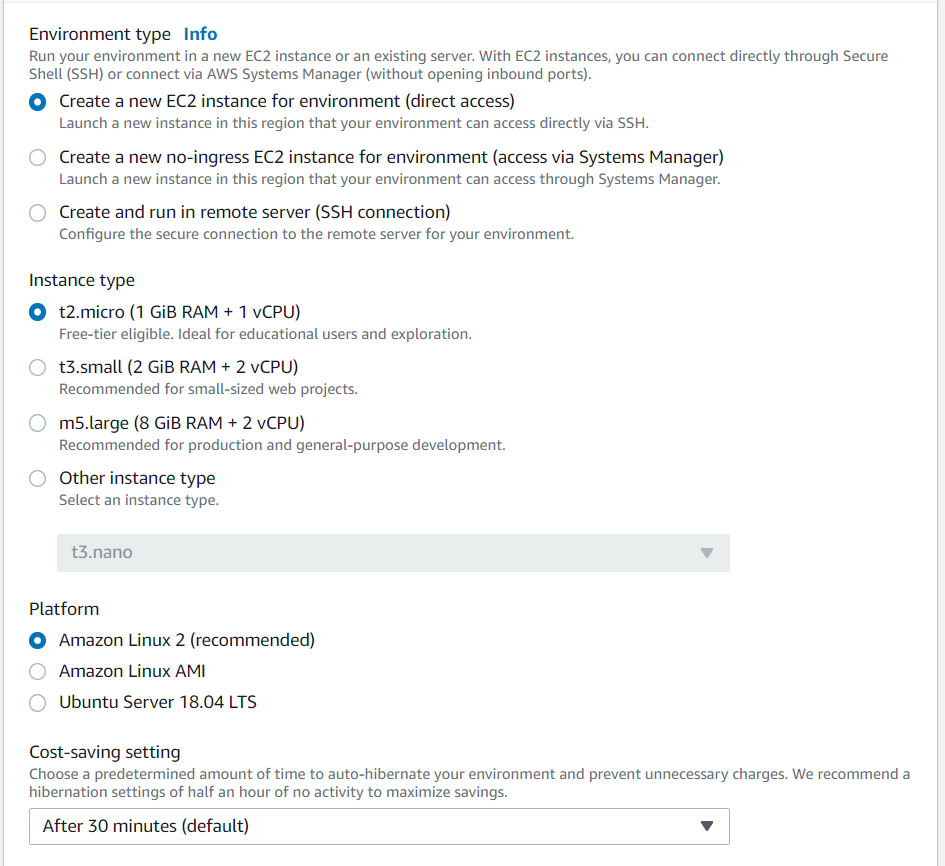 Environment type Info
Run your environment in a new EC2 instance or an existing server. With EC2 instances, you can connect directly through Secure
Shell (SSH) or connect via AWS Systems Manager (without opening inbound ports).
Create a new EC2 instance for environment (direct access)
Launch a new instance in this region that your environment can access directly via SSH.
Create a new no-ingress EC2 instance for environment (access via Systems Manager)
Launch a new instance in this region that your environment can access through Systems Manager.
Create and run in remote server (SSH connection)
Configure the secure connection to the remote server for your environment.
Instance type
t2.micro (1 GiB RAM + 1 vCPU)
Free-tier eligible. Ideal for educational users and exploration.
t3.small (2 GiB RAM + 2 vCPU)
Recommended for small-sized web projects.
m5.large (8 GiB RAM + 2 vCPU)
Recommended for production and general-purpose development.
Other instance type
Select an instance type.
t3.nano
Platform
Amazon Linux 2 (recommended)
Amazon Linux AMI
Ubuntu Server 18.04 LTS
Cost-saving setting
Choose a predetermined amount of time to auto-hibernate your environment and prevent unnecessary charges. We recommend a
hibernation settings of half an hour of no activity to maximize savings.
After 30 minutes (default)